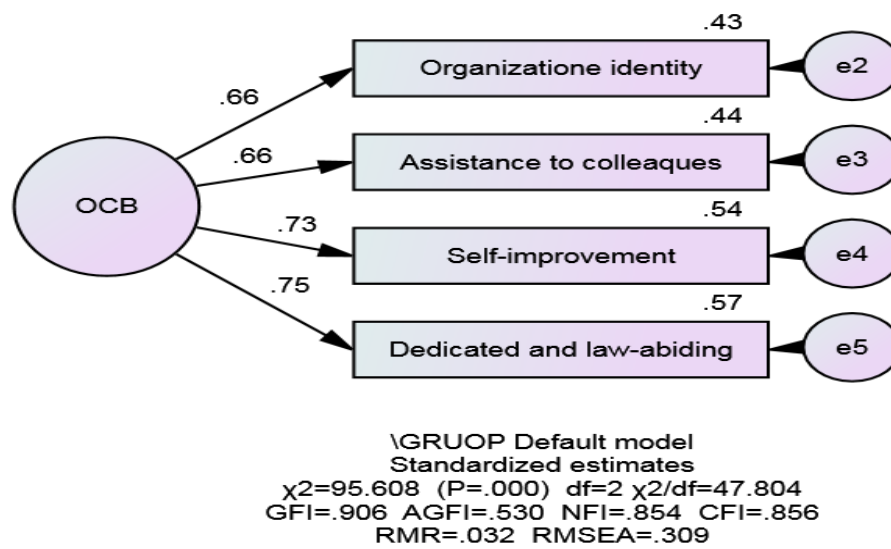 .43
Organizatione identity
e2
.66
.44
Assistance to colleaques
e3
.66
OCB
.54
Self-improvement
e4
.73
.57
Dedicated and law-abiding
e5
.75
\GRUOP Default model
Standardized estimates
χ2=95.608 (P=.000) df=2 χ2/df=47.804
GFI=.906 AGFI=.530 NFI=.854 CFI=.856
RMR=.032 RMSEA=.309